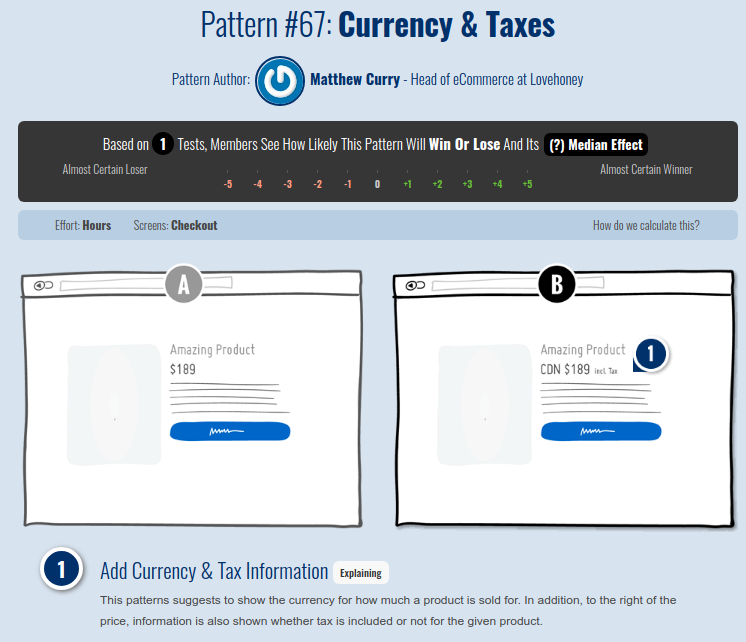 Pattern #67: Currency & Taxes
Pattern Author: Matthew Curry - Head of eCommerce at Lovehoney
Based on 1 Tests, Members See How Likely This Pattern Will Win Or Lose And Its (?) Median Effect
Almost Certain Loser
-5 -4 -3 -2 -1 0 +1 +2 +3 +4 +5
Almost Certain Winner
Effort: Hours Screens: Checkout How do we calculate this?
A
Amazing Product
$189
B
Amazing Product
1
CDN $189 incl. Tax
1 Add Currency & Tax Information Explaining
This patterns suggests to show the currency for how much a product is sold for. In addition, to the right of the
price, information is also shown whether tax is included or not for the given product.